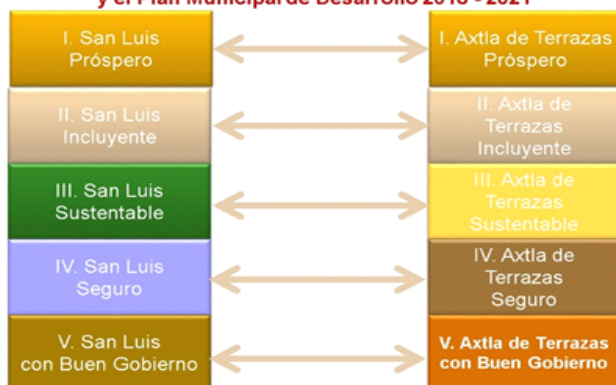 y el Plan Municipal de Desarrollo 2018 - 2021
I. San Luis
Próspero
I. Axtla de Terrazas
Próspero
II. San Luis
Incluyente
II. Axtla de
Terrazas
Incluyente
III. San Luis
Sustentable
III. Axtla de
Terrazas
Sustentable
IV. San Luis
Seguro
IV. Axtla de
Terrazas
Seguro
V. San Luis
con Buen Gobierno
V. Axtla de Terrazas
con Buen Gobierno